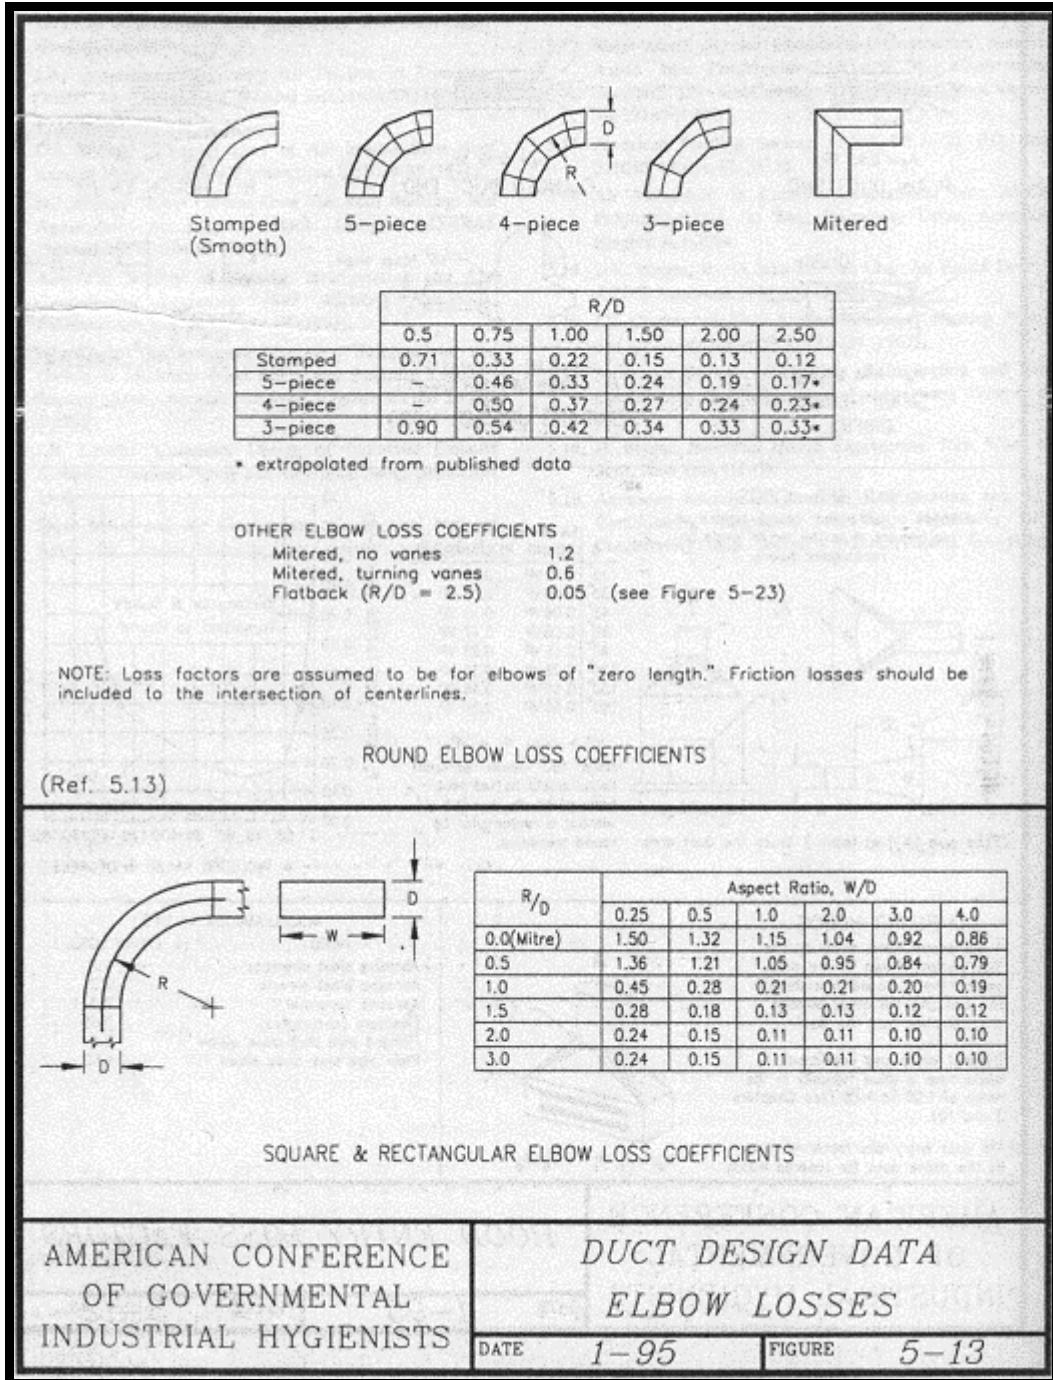 D
R
Stamped 5-piece 4-piece 3-piece Mitered
(Smooth)
R/D
0.5 0.75 1.00 1.50 2.00 2.50
Stamped 0.71 0.33 0.22 0.15 0.13 0.12
5-piece - 0.46 0.33 0.24 0.19 0.17*
4-piece - 0.50 0.37 0.27 0.24 0.23*
3-piece 0.90 0.54 0.42 0.34 0.33 0.33*
* extrapolated from published data
OTHER ELBOW LOSS COEFFICIENTS
Mitered, no vanes 1.2
Mitered, turning vanes 0.6
Flatback (R/D = 2.5) 0.05 (see Figure 5-23)
NOTE: Loss factors are assumed to be for elbows of "zero length." Friction losses should be
included to the intersection of centerlines.
ROUND ELBOW LOSS COEFFICIENTS
(Ref. 5.13)
D
W
R
D
R/D Aspect Ratio, W/D
0.25 0.5 1.0 2.0 3.0 4.0
0.0(Mitre) 1.50 1.32 1.15 1.04 0.92 0.86
0.5 1.36 1.21 1.05 0.95 0.84 0.79
1.0 0.45 0.28 0.21 0.21 0.20 0.19
1.5 0.28 0.18 0.13 0.13 0.12 0.12
2.0 0.24 0.15 0.11 0.11 0.10 0.10
3.0 0.24 0.15 0.11 0.11 0.10 0.10
SQUARE & RECTANGULAR ELBOW LOSS COEFFICIENTS
AMERICAN CONFERENCE
OF GOVERNMENTAL
INDUSTRIAL HYGIENISTS
DUCT DESIGN DATA
ELBOW LOSSES
DATE 1-95 FIGURE 5-13